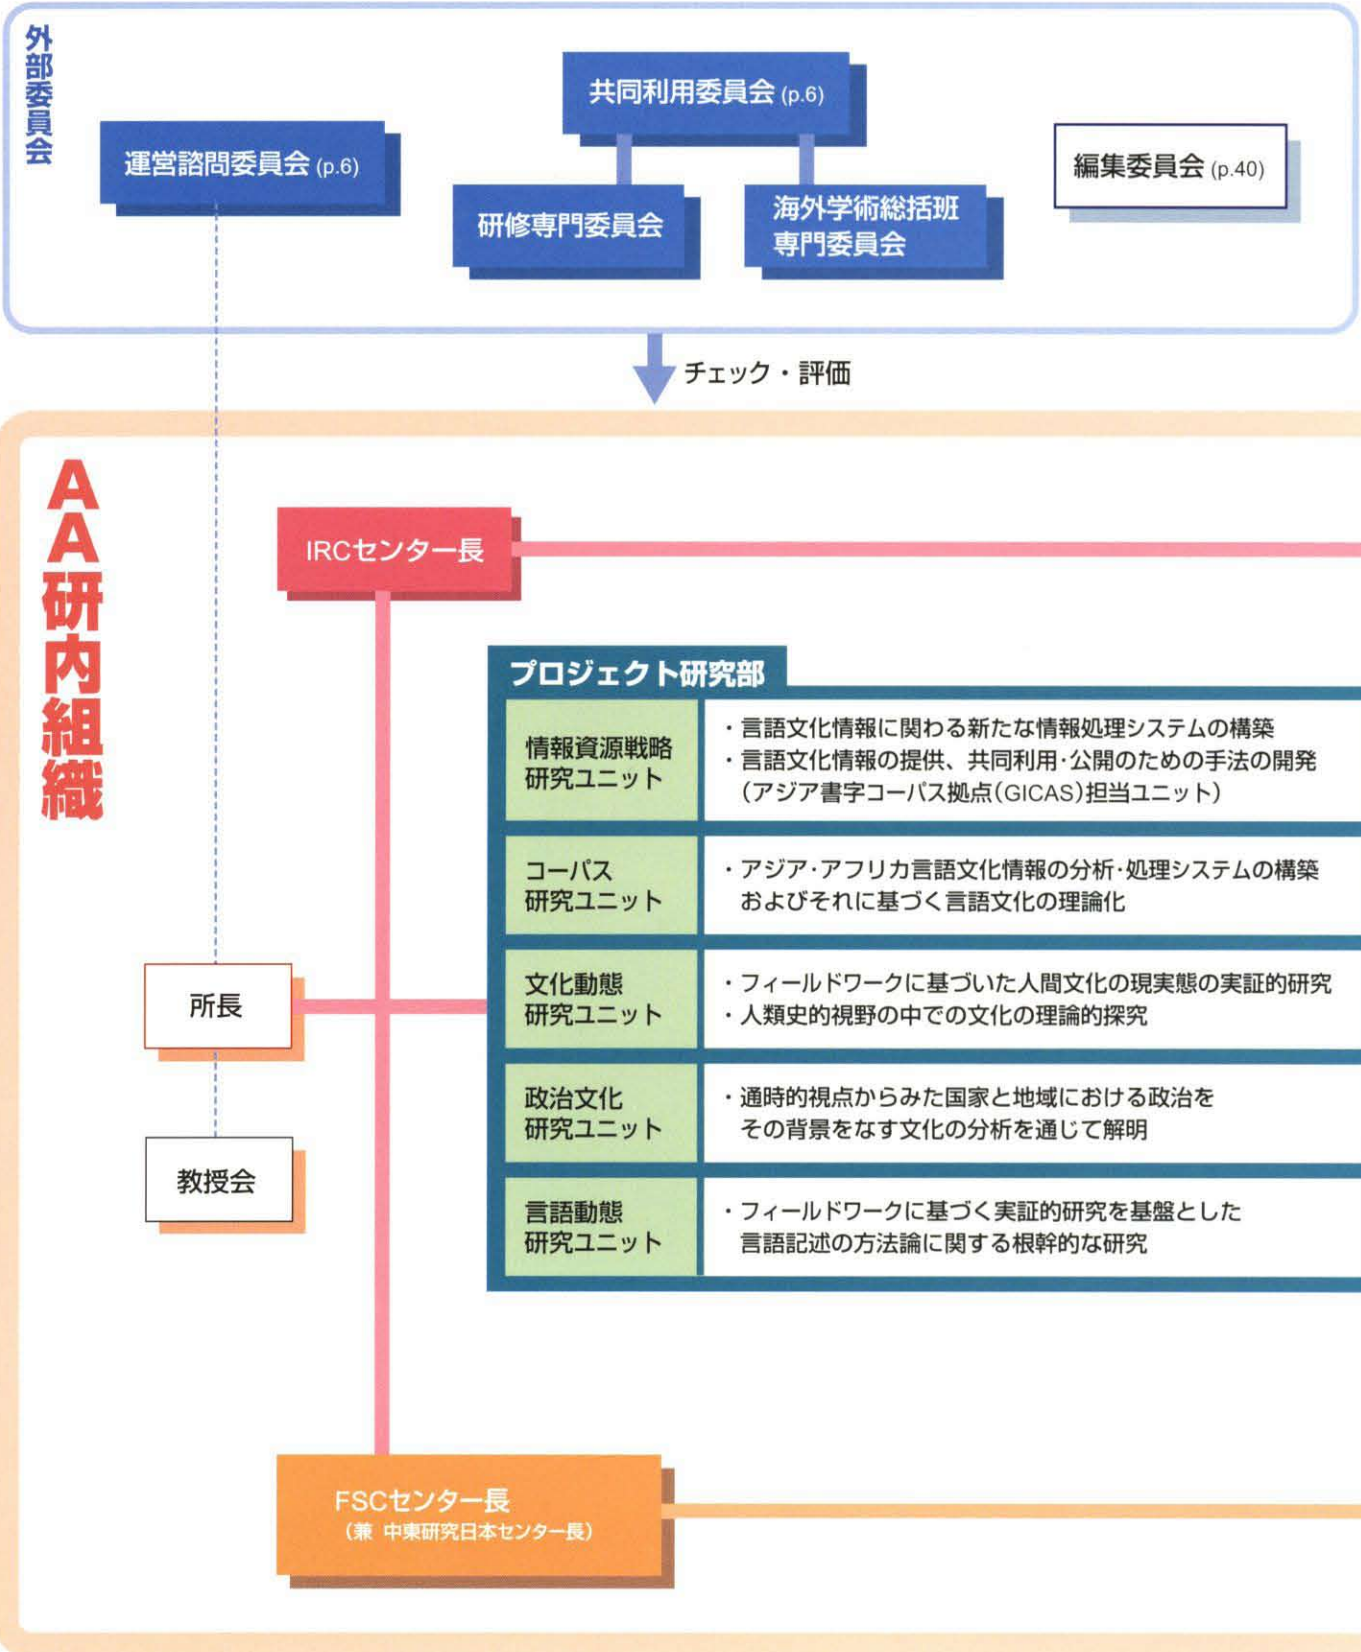 外部委員会
共同利用委員会 (p.6)
運営諮問委員会 (p.6)
編集委員会 (p.40)
研修専門委員会
海外学術総括班
専門委員会
チェック・評価
AA研内組織
IRCセンター長
プロジェクト研究部
情報資源戦略
研究ユニット
・言語文化情報に関わる新たな情報処理システムの構築
・言語文化情報の提供、共同利用・公開のための手法の開発
（アジア書字コーパス拠点（GICAS）担当ユニット）
コーパス
研究ユニット
・アジア・アフリカ言語文化情報の分析・処理システムの構築
およびそれに基づく言語文化の理論化
文化動態
研究ユニット
・フィールドワークに基づいた人間文化の現実態の実証的研究
・人類史的視野の中での文化の理論的探究
所長
政治文化
研究ユニット
・通時的視点からみた国家と地域における政治を
その背景をなす文化の分析を通じて解明
教授会
言語動態
研究ユニット
・フィールドワークに基づく実証的研究を基盤とした
言語記述の方法論に関する根幹的な研究
FSCセンター長
（兼 中東研究日本センター長）